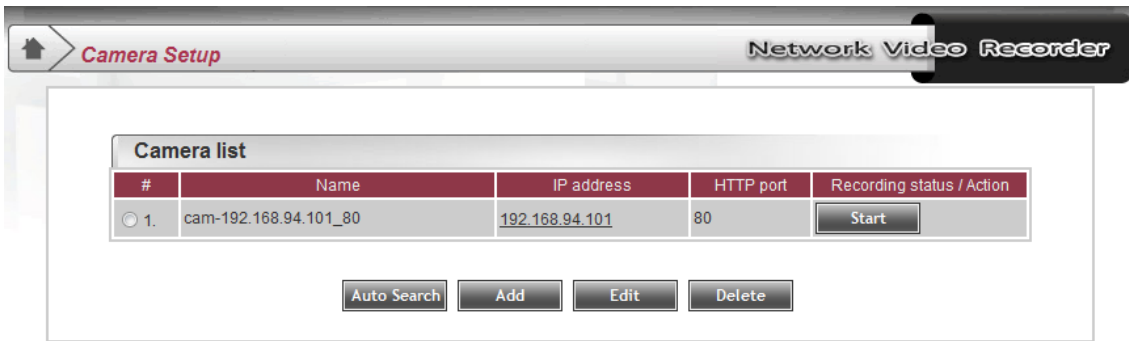 Camera Setup Network Video Recorder
Camera list
# Name IP address HTTP port Recording status / Action
1. cam-192.168.94.101_80 192.168.94.101 80 Start
Auto Search Add Edit Delete